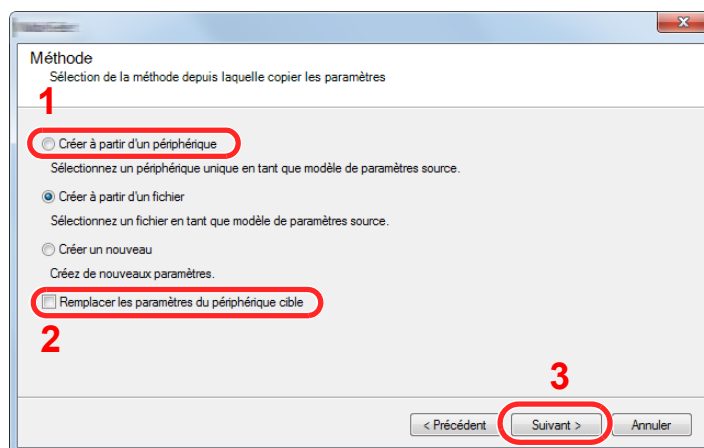 Méthode
Sélection de la méthode depuis laquelle copier les paramètres
1
Créer à partir d'un périphérique
Sélectionnez un périphérique unique en tant que modèle de paramètres source.
Créer à partir d'un fichier
Sélectionnez un fichier en tant que modèle de paramètres source.
Créer un nouveau
Créez de nouveaux paramètres.
Remplacer les paramètres du périphérique cible
2
3
< Précédent Suivant > Annuler